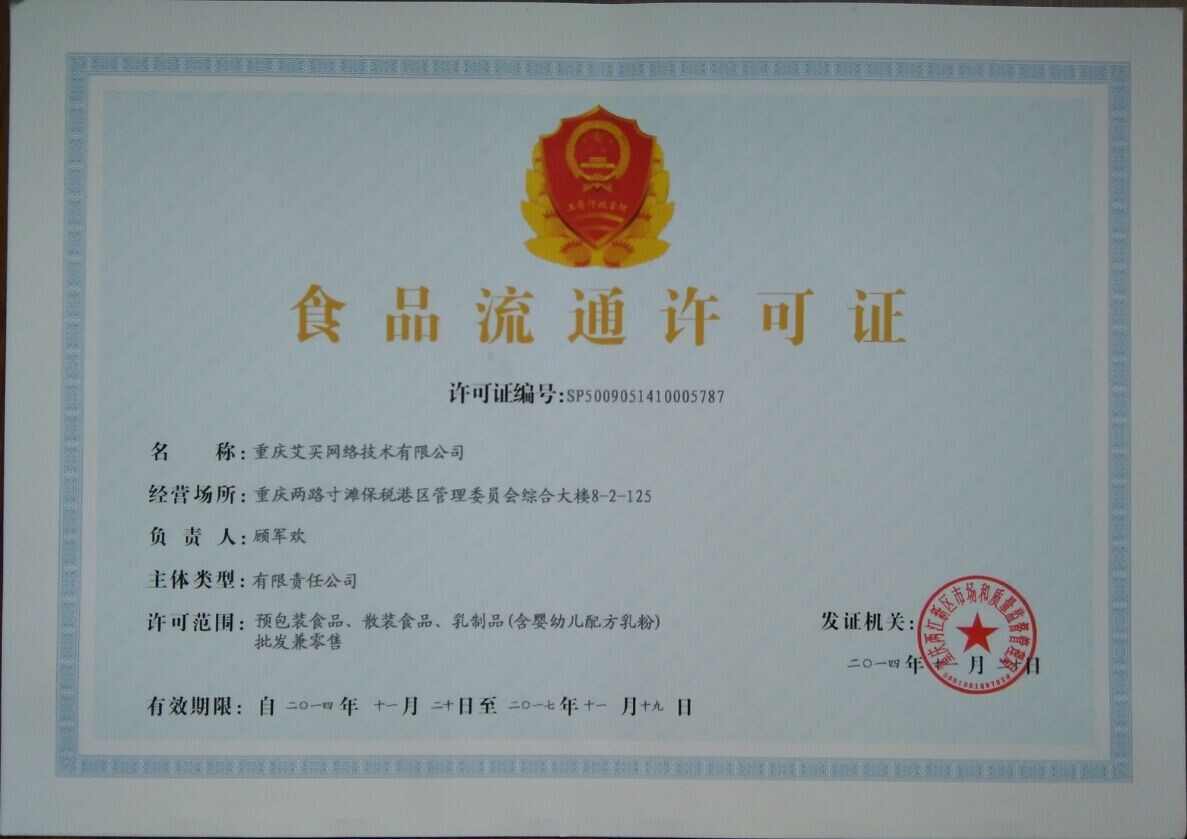 工商行政管理
食品流通许可证
许可证编号:SP5009051410005787
名 称:重庆艾买网络技术有限公司
经营场所:重庆两路寸滩保税港区管理委员会综合大楼8-2-125
负 责 人:顾军欢
主体类型:有限责任公司
许可范围:预包装食品、散装食品、乳制品(含婴幼儿配方乳粉)
批发兼零售
发证机关:
重庆两江新区市场和质量监督管理局
二〇一四年十一月二十日
有效期限:自二〇一四年十一月二十日至二〇一七年十一月十九日